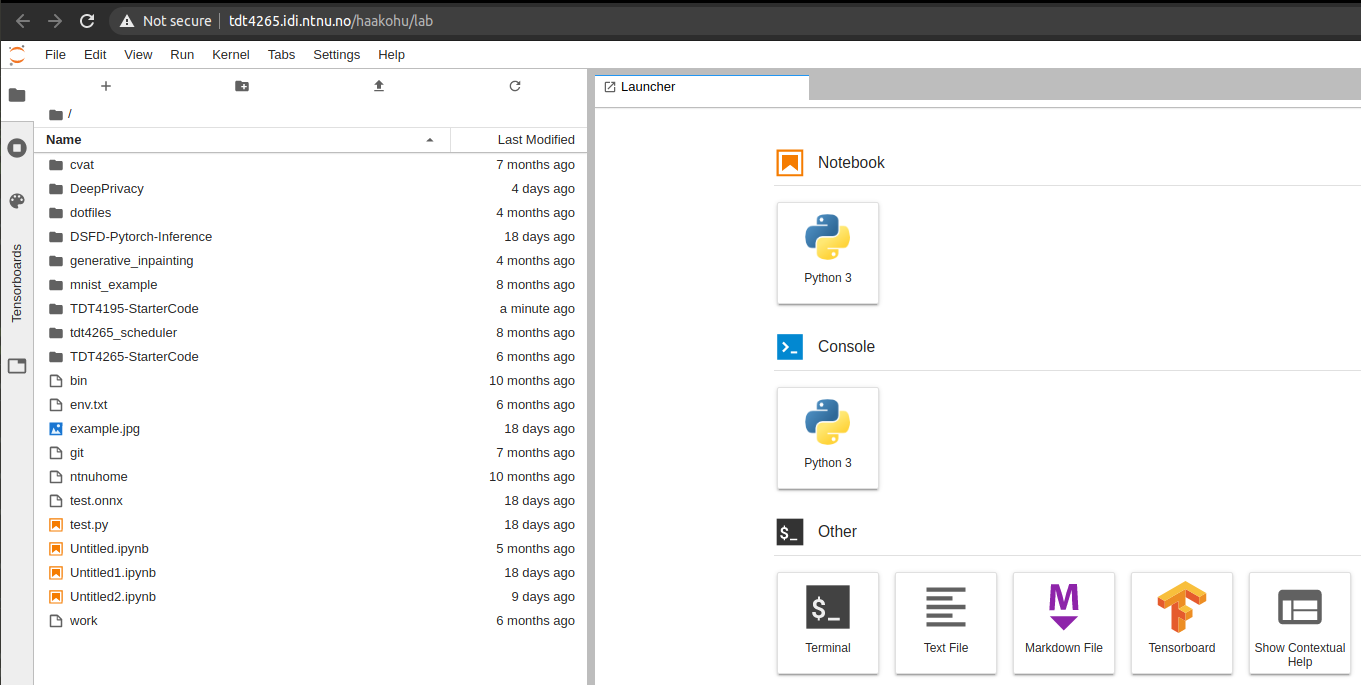 Not secure tdt4265.idi.ntnu.no/haakohu/lab
File Edit View Run Kernel Tabs Settings Help
/
Name Last Modified
cvat 7 months ago
DeepPrivacy 4 days ago
dotfiles 4 months ago
DSFD-Pytorch-Inference 18 days ago
generative_inpainting 4 months ago
mnist_example 8 months ago
TDT4195-StarterCode a minute ago
tdt4265_scheduler 8 months ago
TDT4265-StarterCode 6 months ago
bin 10 months ago
env.txt 6 months ago
example.jpg 18 days ago
git 7 months ago
ntnuhome 10 months ago
test.onnx 18 days ago
test.py 18 days ago
Untitled.ipynb 5 months ago
Untitled1.ipynb 18 days ago
Untitled2.ipynb 9 days ago
work 6 months ago
Tensorboards
Launcher
Notebook
Python 3
>_ Console
Python 3
$_ Other
$_ M
Terminal Text File Markdown File Tensorboard Show Contextual
Help